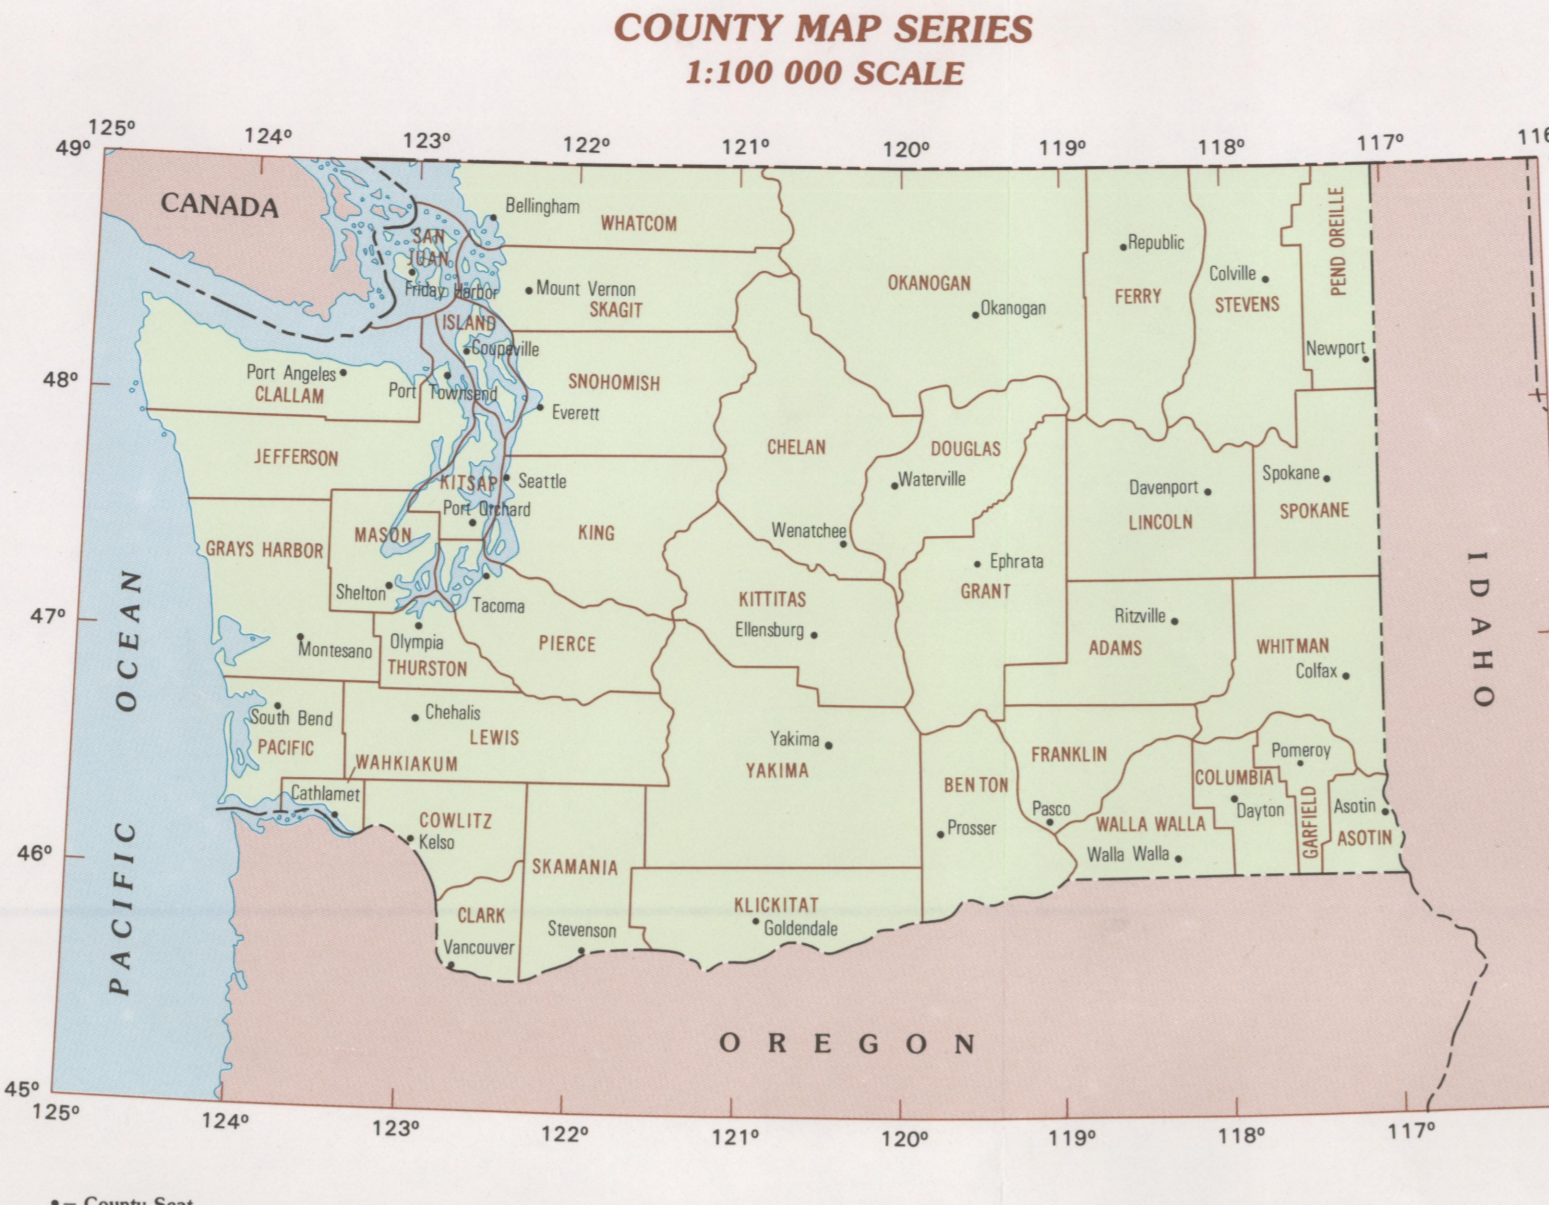 COUNTY MAP SERIES
1:100 000 SCALE
125° 124° 123° 122° 121° 120° 119° 118° 117° 116
49°
CANADA
Bellingham
WHATCOM
SAN
JUAN
Friday Harbor
Mount Vernon
SKAGIT
OKANOGAN
Okanogan
Republic
FERRY
Colville
STEVENS
PEND OREILLE
Newport
ISLAND
Coupeville
48°
Port Angeles
CLALLAM
Port Townsend
SNOHOMISH
Everett
JEFFERSON
CHELAN
DOUGLAS
Waterville
KITSAP
Seattle
Port Orchard
Davenport
LINCOLN
Spokane
SPOKANE
GRAYS HARBOR
MASON
KING
Wenatchee
Ephrata
GRANT
Shelton
Tacoma
KITTITAS
Ellensburg
Ritzville
ADAMS
WHITMAN
Colfax
47°
Montesano
Olympia
THURSTON
PIERCE
IDAHO
PACIFIC OCEAN
South Bend
PACIFIC
Chehalis
LEWIS
WAHKIAKUM
Cathlamet
Yakima
YAKIMA
BENTON
Prosser
FRANKLIN
Pasco
COLUMBIA
Dayton
Pomeroy
GARFIELD
Asotin
ASOTIN
WALLA WALLA
Walla Walla
46°
COWLITZ
Kelso
SKAMANIA
CLARK
Vancouver
Stevenson
KLICKITAT
Goldendale
OREGON
45°
125° 124° 123° 122° 121° 120° 119° 118° 117°
• = County Seat